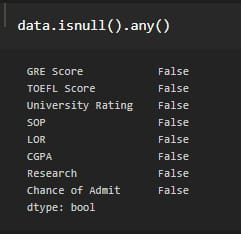 data.isnull().any()
GRE Score False
TOEFL Score False
University Rating False
SOP False
LOR False
CGPA False
Research False
Chance of Admit False
dtype: bool